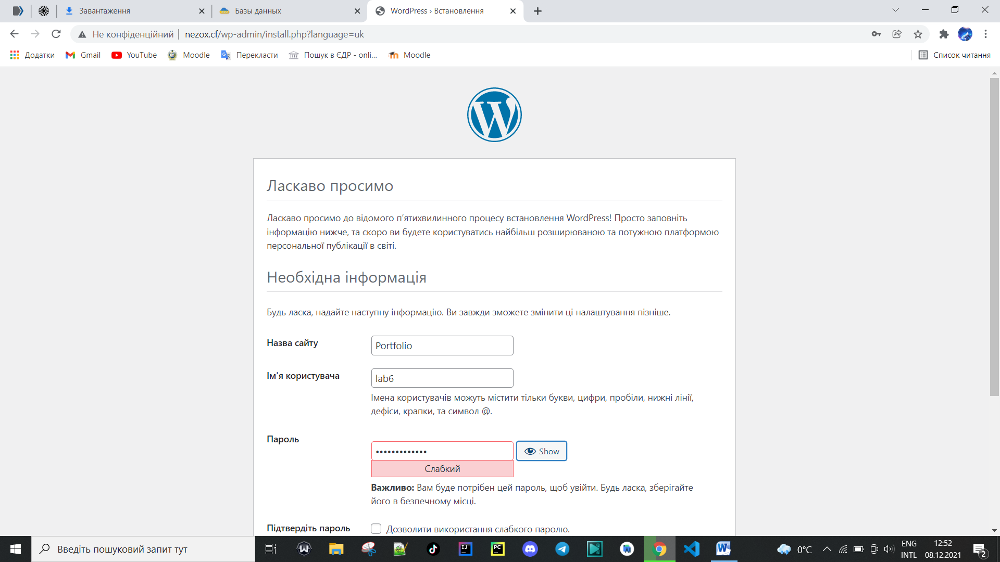 Завантаження
Базы данных
WordPress › Встановлення
Не конфіденційний
nezox.cf/wp-admin/install.php?language=uk
Додатки
Gmail
YouTube
Moodle
Перекласти
Пошук в ЄДР - onli...
Moodle
Список читання
Ласкаво просимо
Ласкаво просимо до відомого п’ятихвилинного процесу встановлення WordPress! Просто заповніть
інформацію нижче, та скоро ви будете користуватись найбільш розширюваною та потужною платформою
персональної публікації в світі.
Необхідна інформація
Будь ласка, надайте наступну інформацію. Ви завжди зможете змінити ці налаштування пізніше.
Назва сайту
Portfolio
Ім'я користувача
lab6
Імена користувачів можуть містити тільки букви, цифри, пробіли, нижні лінії,
дефіси, крапки, та символ @.
Пароль
•••••••••••••
Show
Слабкий
Важливо: Вам буде потрібен цей пароль, щоб увійти. Будь ласка, зберігайте
його в безпечному місці.
Підтвердіть пароль
Дозволити використання слабкого паролю.
Введіть пошуковий запит тут
0°C
ENG
INTL
12:52
08.12.2021
2